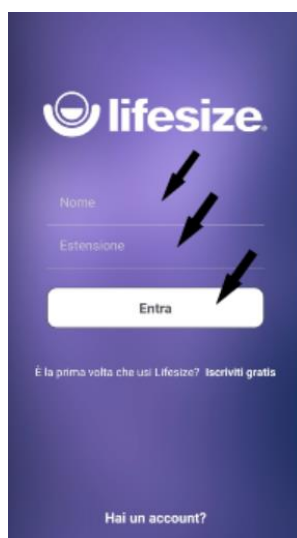 lifesize
Nome
Estensione
Entra
È la prima volta che usi Lifesize? Iscriviti gratis
Hai un account?